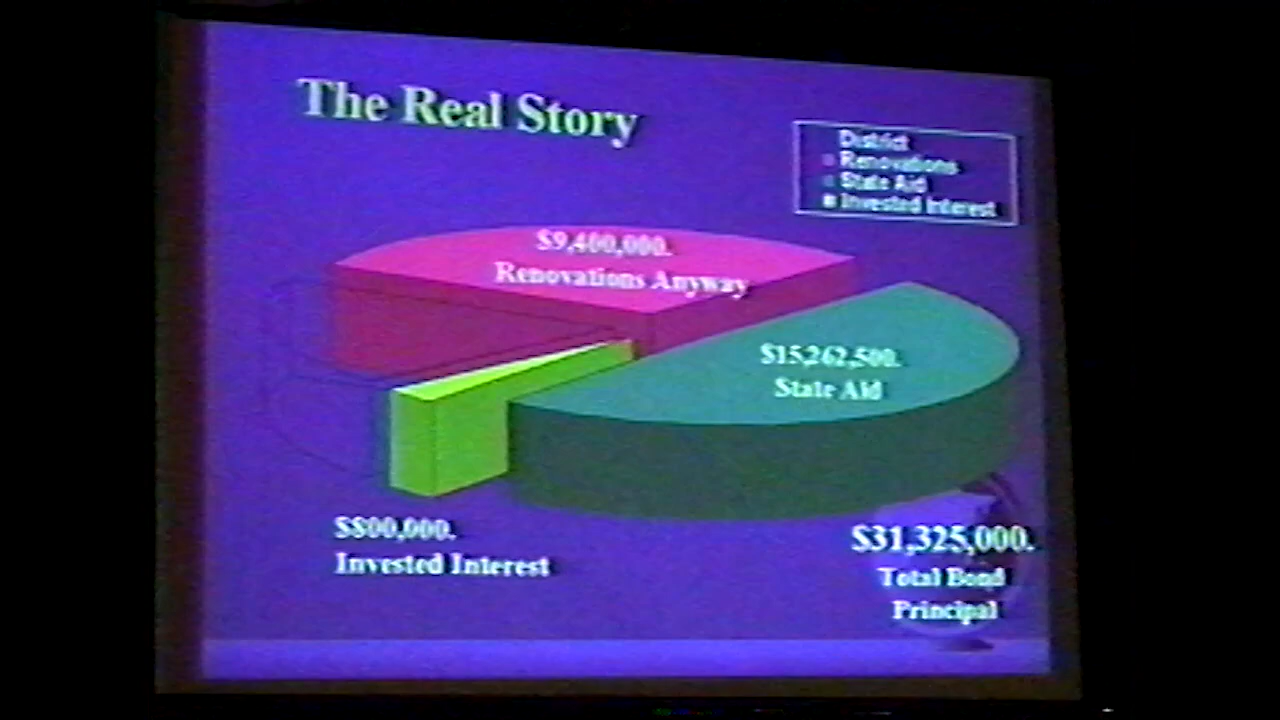 The Real Story
District
Renovations
State Aid
Invested Interest
$9,400,000.
Renovations Anyway
$15,262,500.
State Aid
$800,000.
Invested Interest
$31,325,000.
Total Bond
Principal